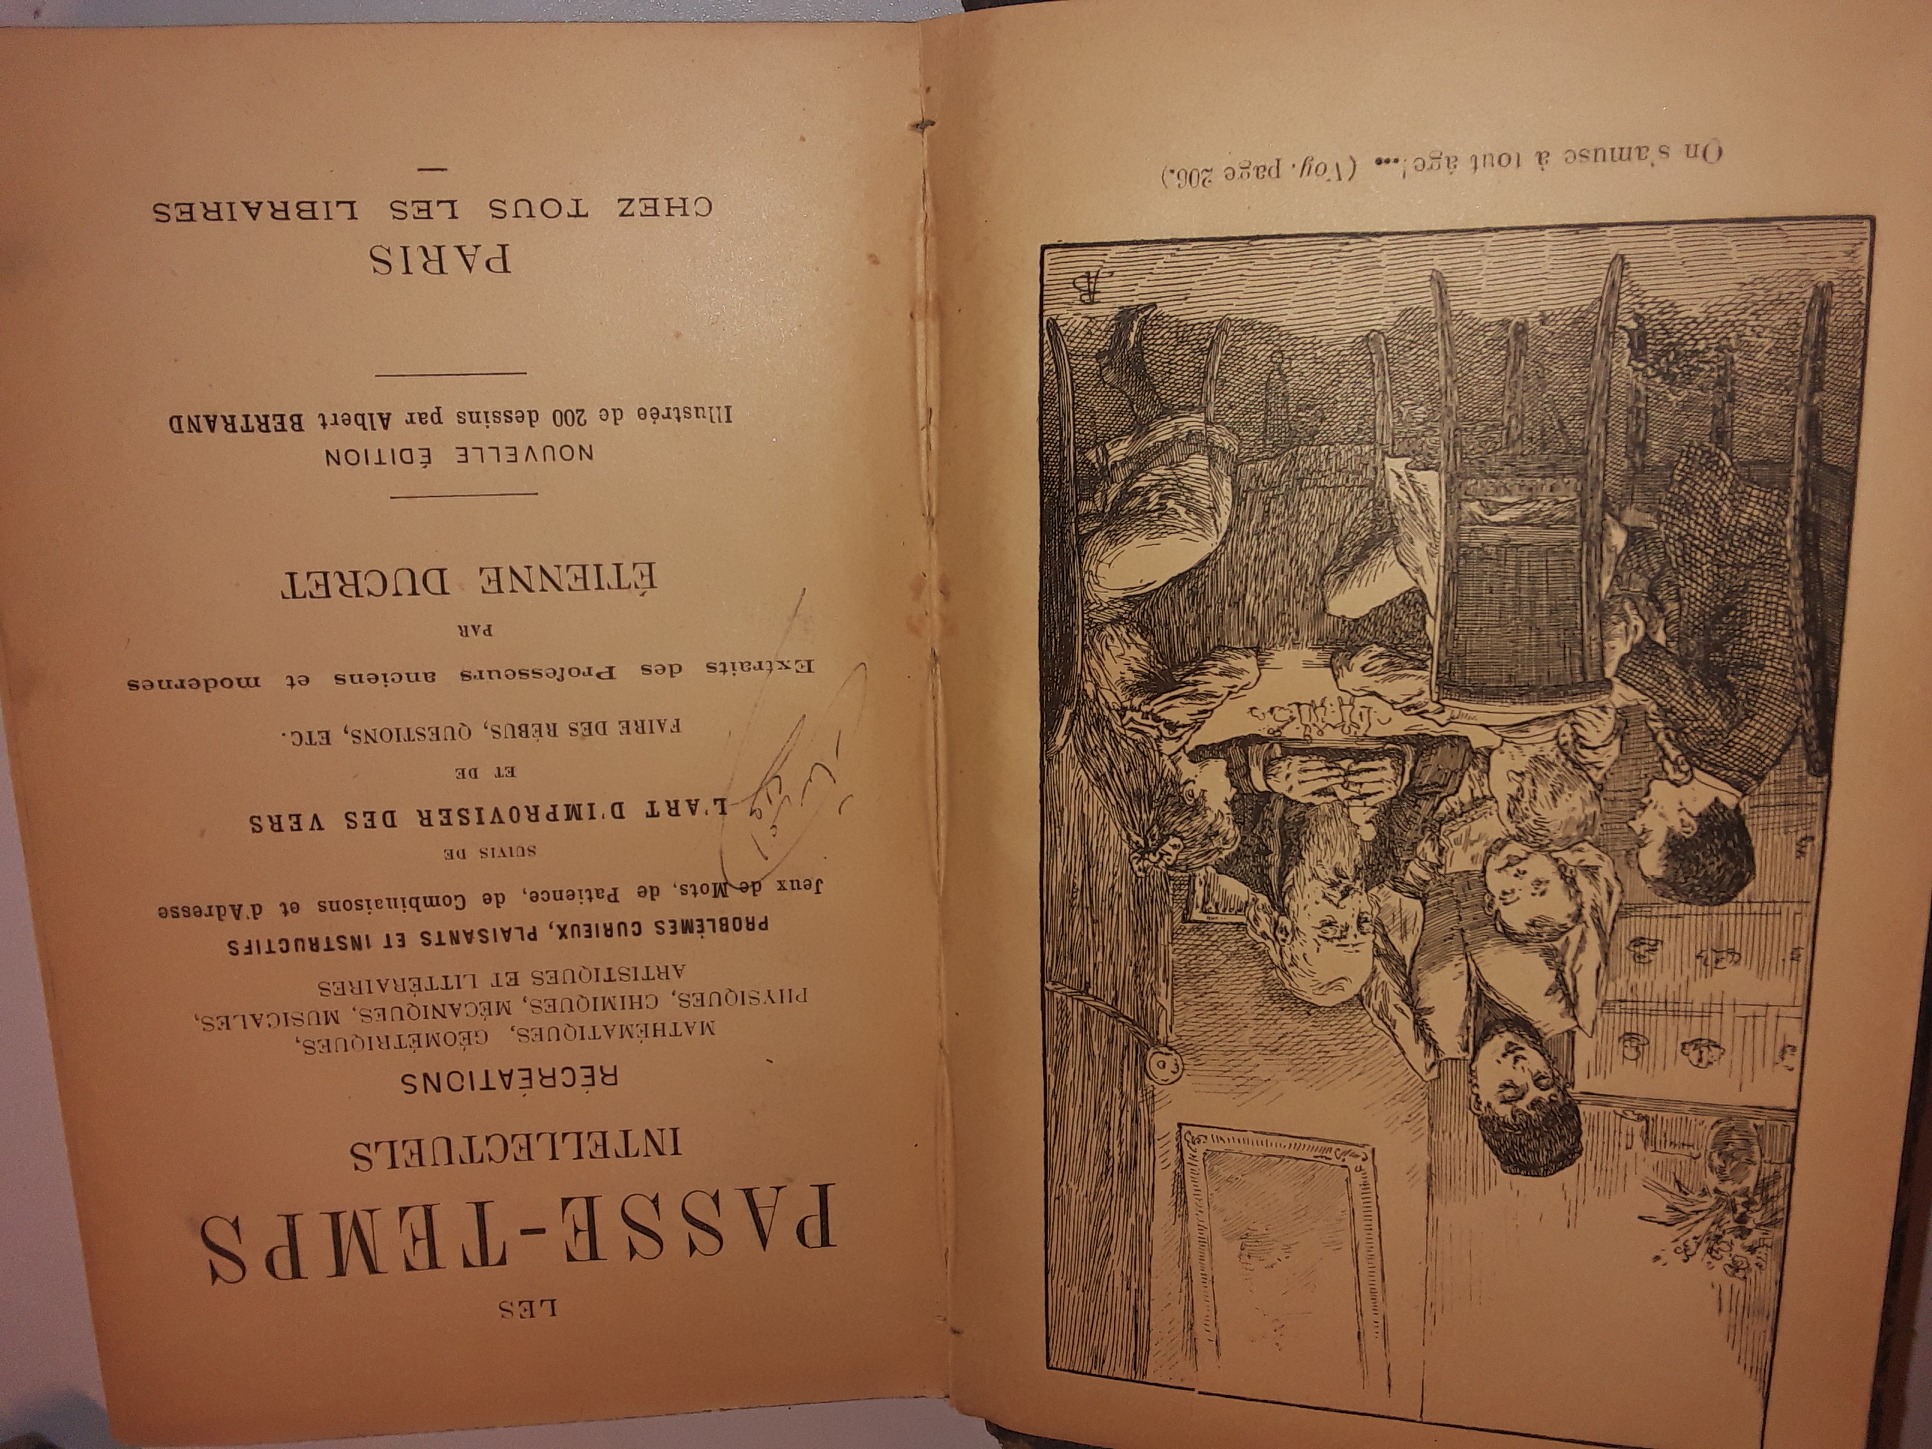 On s'amuse à tout âge!... (Voy. page 206.)
AB
LES
PASSE-TEMPS
INTELLECTUELS
RÉCRÉATIONS
MATHÉMATIQUES, GÉOMÉTRIQUES,
PHYSIQUES, CHIMIQUES, MÉCANIQUES, MUSICALES,
ARTISTIQUES ET LITTÉRAIRES
PROBLÈMES CURIEUX, PLAISANTS ET INSTRUCTIFS
Jeux de Mots, de Patience, de Combinaisons et d'Adresse
SUIVIS DE
L'ART D'IMPROVISER DES VERS
ET DE
FAIRE DES RÉBUS, QUESTIONS, ETC.
Extraits des Professeurs anciens et modernes
PAR
ÉTIENNE DUCRET
NOUVELLE ÉDITION
Illustrée de 200 dessins par Albert BERTRAND
PARIS
CHEZ TOUS LES LIBRAIRES